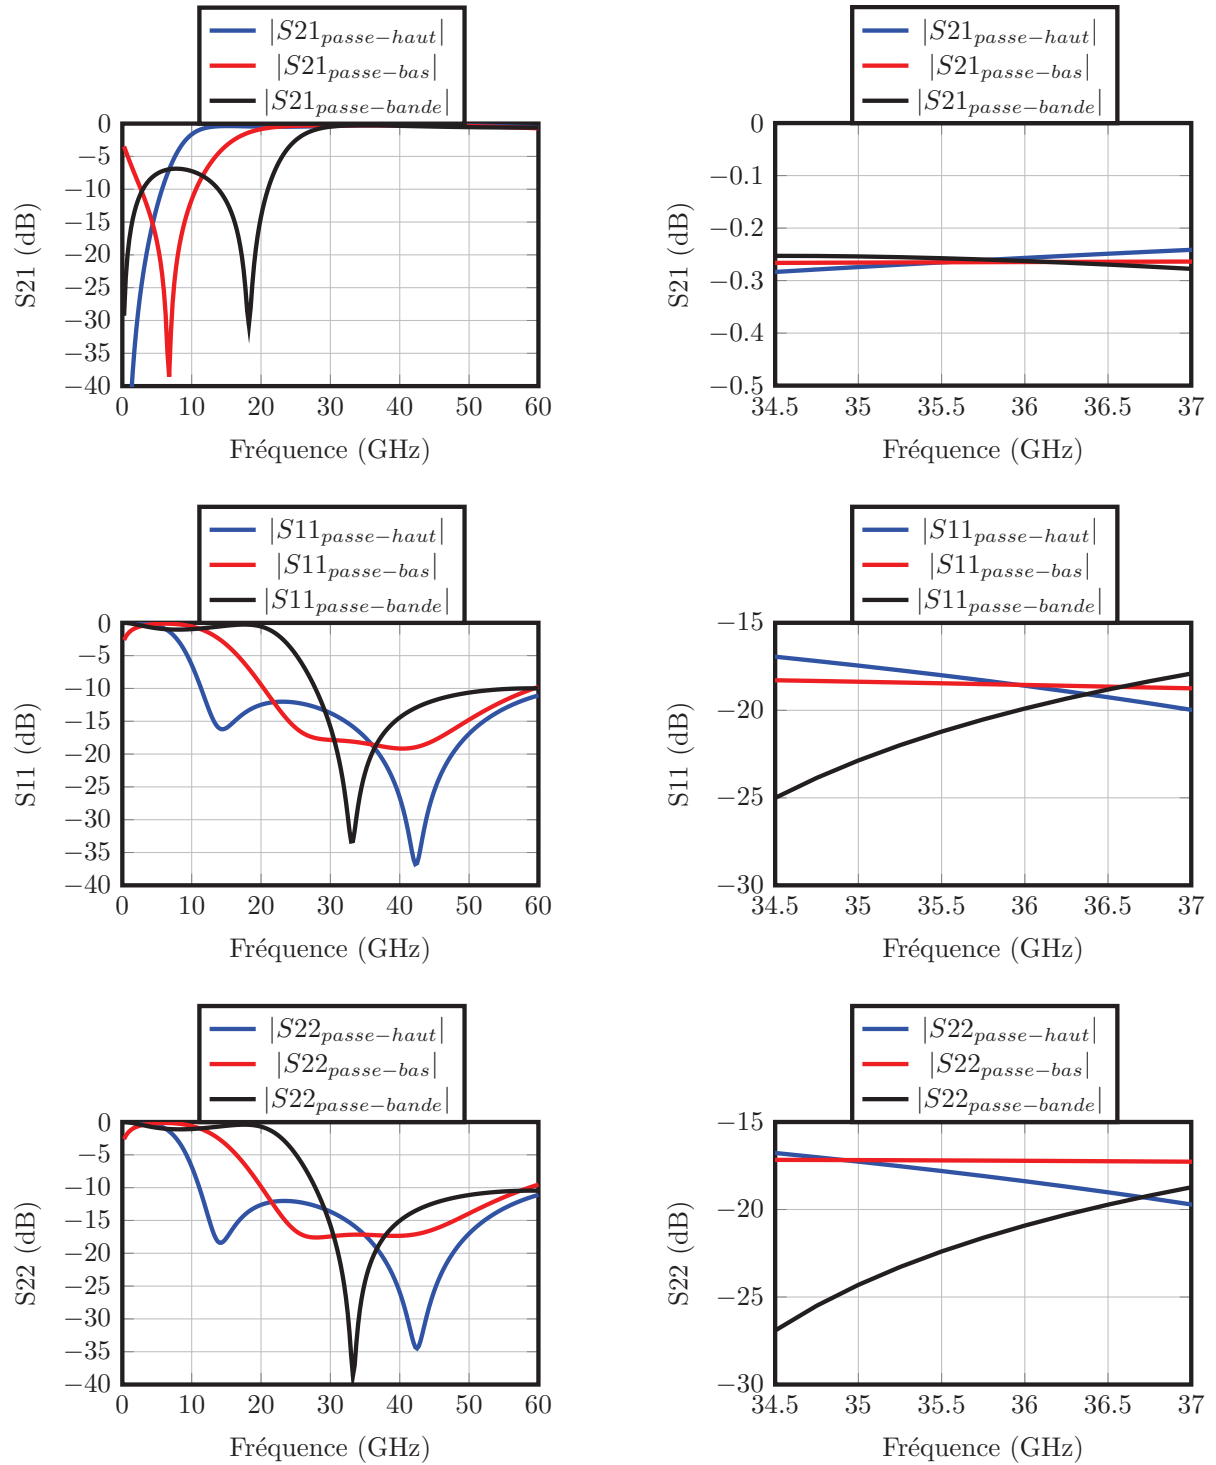 |S21passe−haut|
|S21passe−bas|
|S21passe−bande|
0
−5
−10
−15
−20
−25
−30
−35
−40
S21 (dB)
0 10 20 30 40 50 60
Fréquence (GHz)
|S21passe−haut|
|S21passe−bas|
|S21passe−bande|
0
−0.1
−0.2
−0.3
−0.4
−0.5
S21 (dB)
34.5 35 35.5 36 36.5 37
Fréquence (GHz)
|S11passe−haut|
|S11passe−bas|
|S11passe−bande|
0
−5
−10
−15
−20
−25
−30
−35
−40
S11 (dB)
0 10 20 30 40 50 60
Fréquence (GHz)
|S11passe−haut|
|S11passe−bas|
|S11passe−bande|
−15
−20
−25
−30
S11 (dB)
34.5 35 35.5 36 36.5 37
Fréquence (GHz)
|S22passe−haut|
|S22passe−bas|
|S22passe−bande|
0
−5
−10
−15
−20
−25
−30
−35
−40
S22 (dB)
0 10 20 30 40 50 60
Fréquence (GHz)
|S22passe−haut|
|S22passe−bas|
|S22passe−bande|
−15
−20
−25
−30
S22 (dB)
34.5 35 35.5 36 36.5 37
Fréquence (GHz)